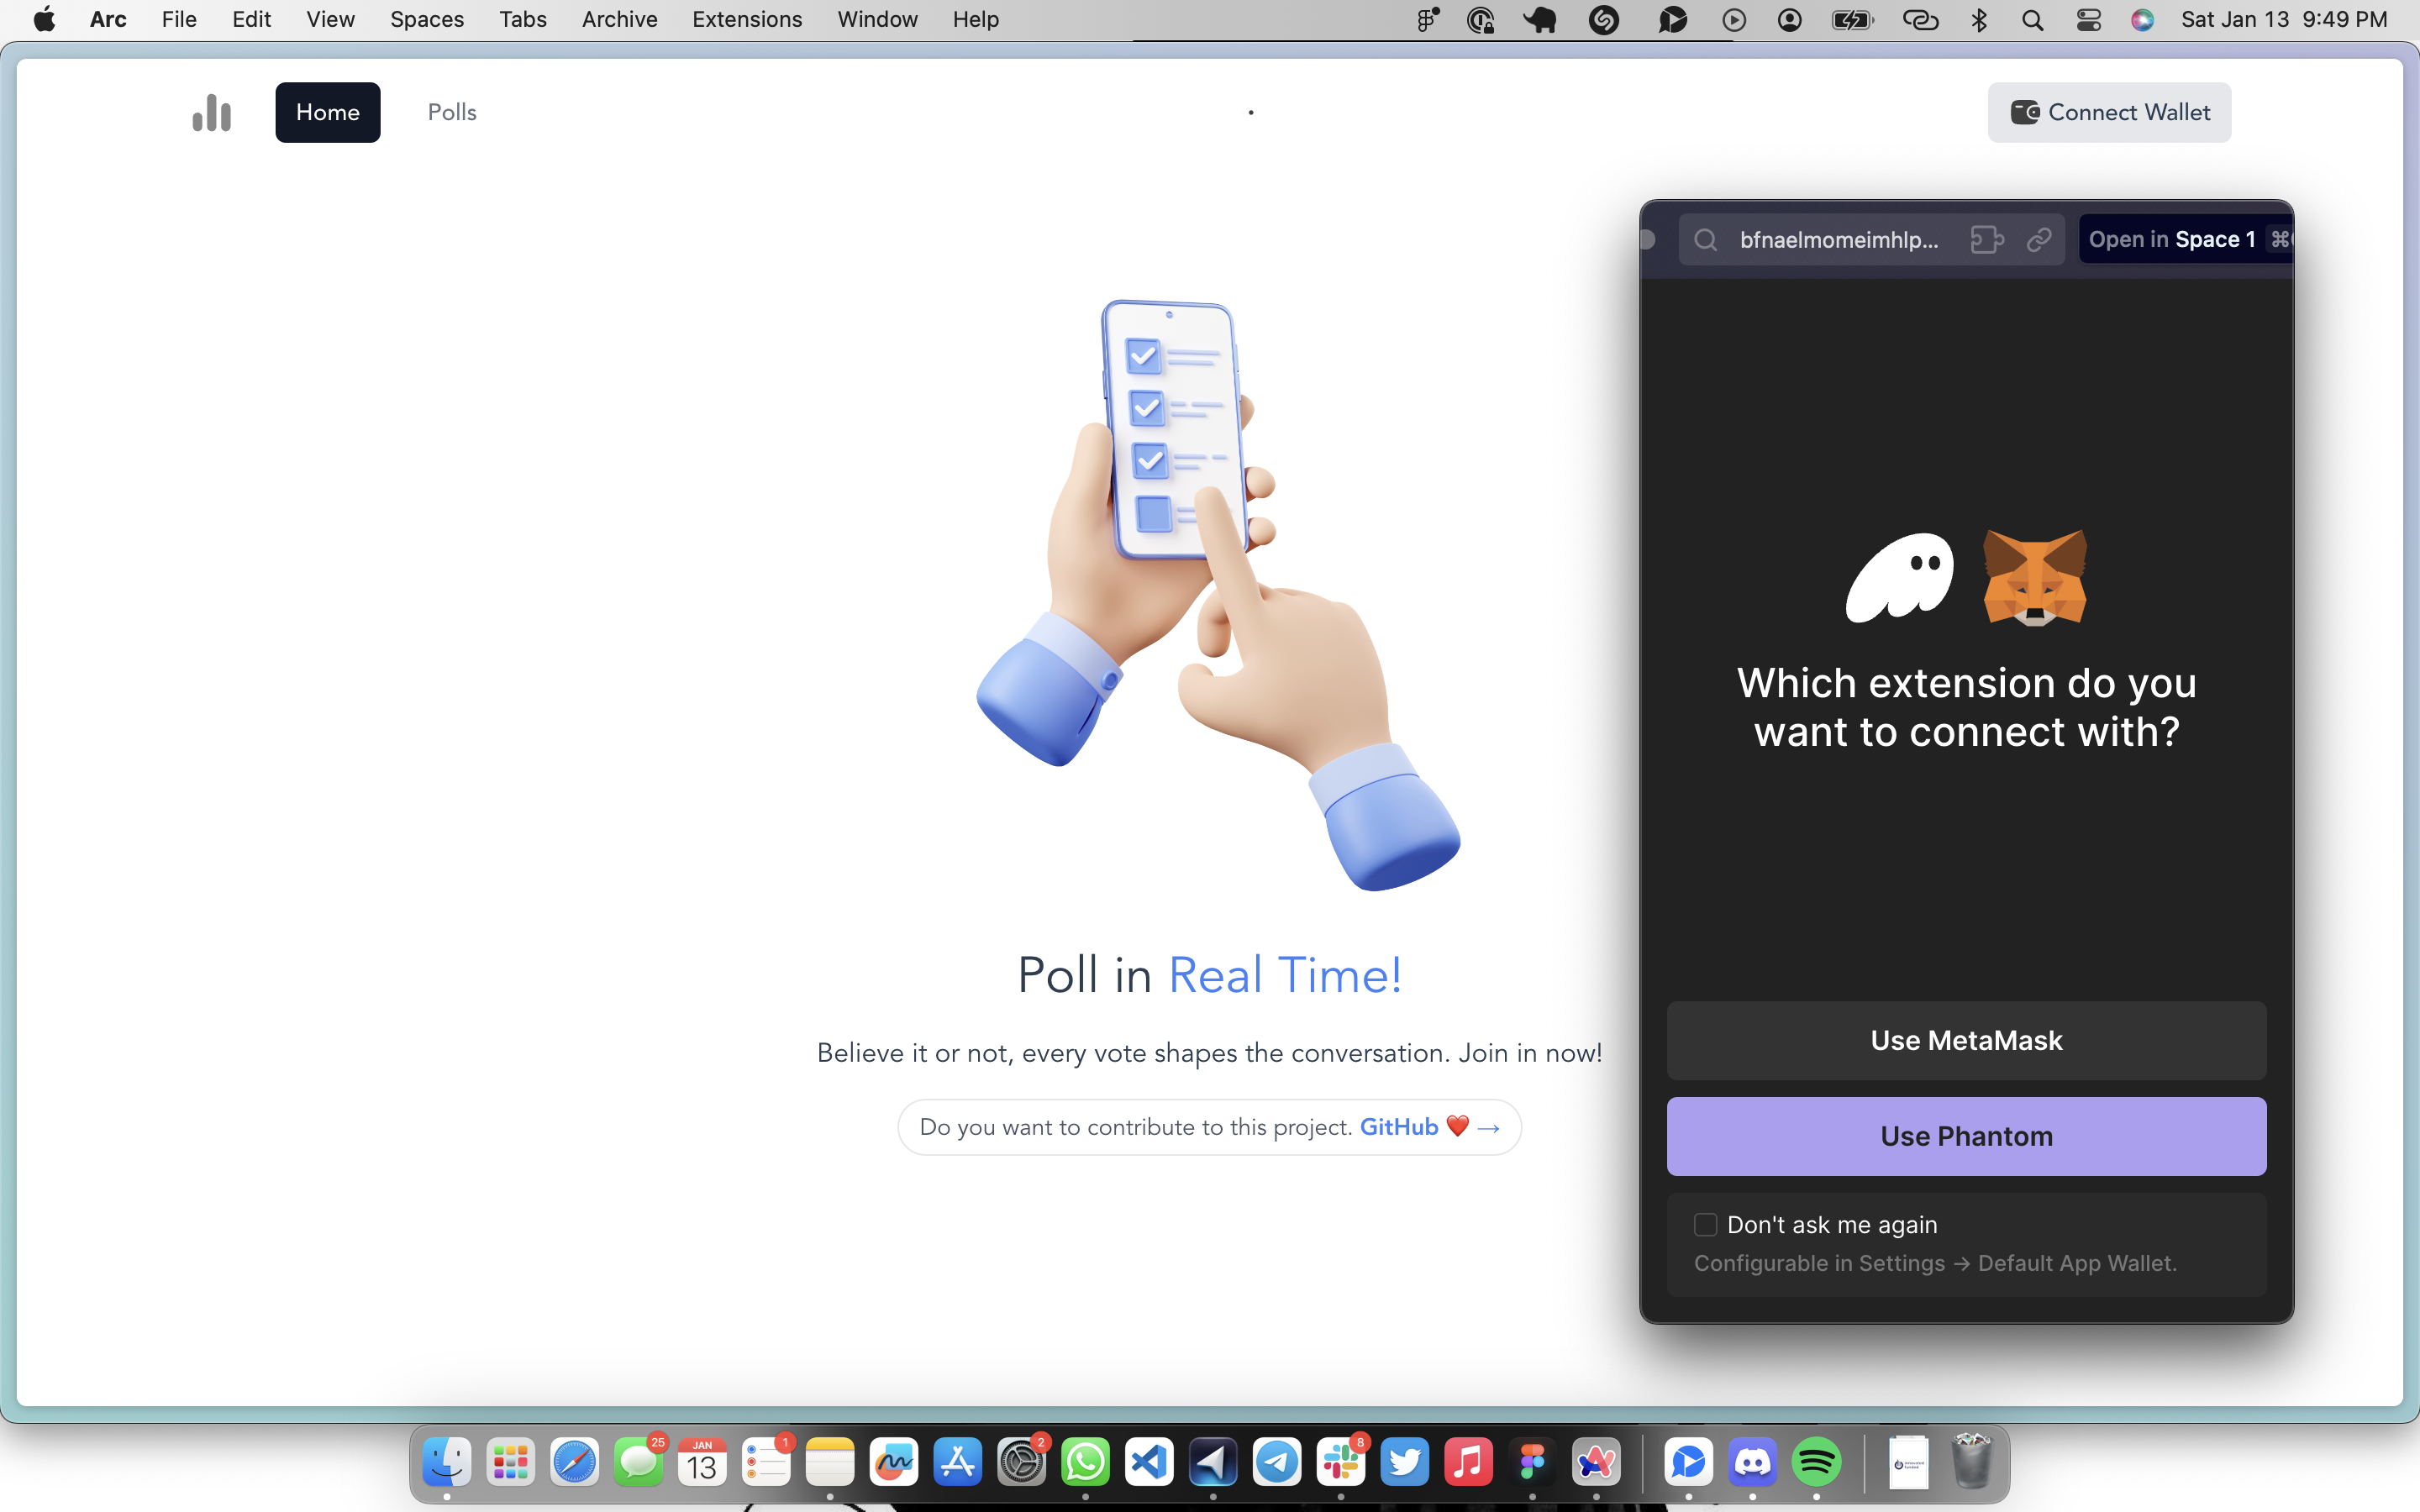 Arc File Edit View Spaces Tabs Archive Extensions Window Help Sat Jan 13 9:49 PM
Home Polls Connect Wallet
bfnaelmomeimhlp... Open in Space 1 ⌘
Which extension do you
want to connect with?
Poll in Real Time!
Believe it or not, every vote shapes the conversation. Join in now!
Do you want to contribute to this project. GitHub ❤️ →
Use MetaMask
Use Phantom
Don't ask me again
Configurable in Settings → Default App Wallet.
25 JAN 13 1 2 8